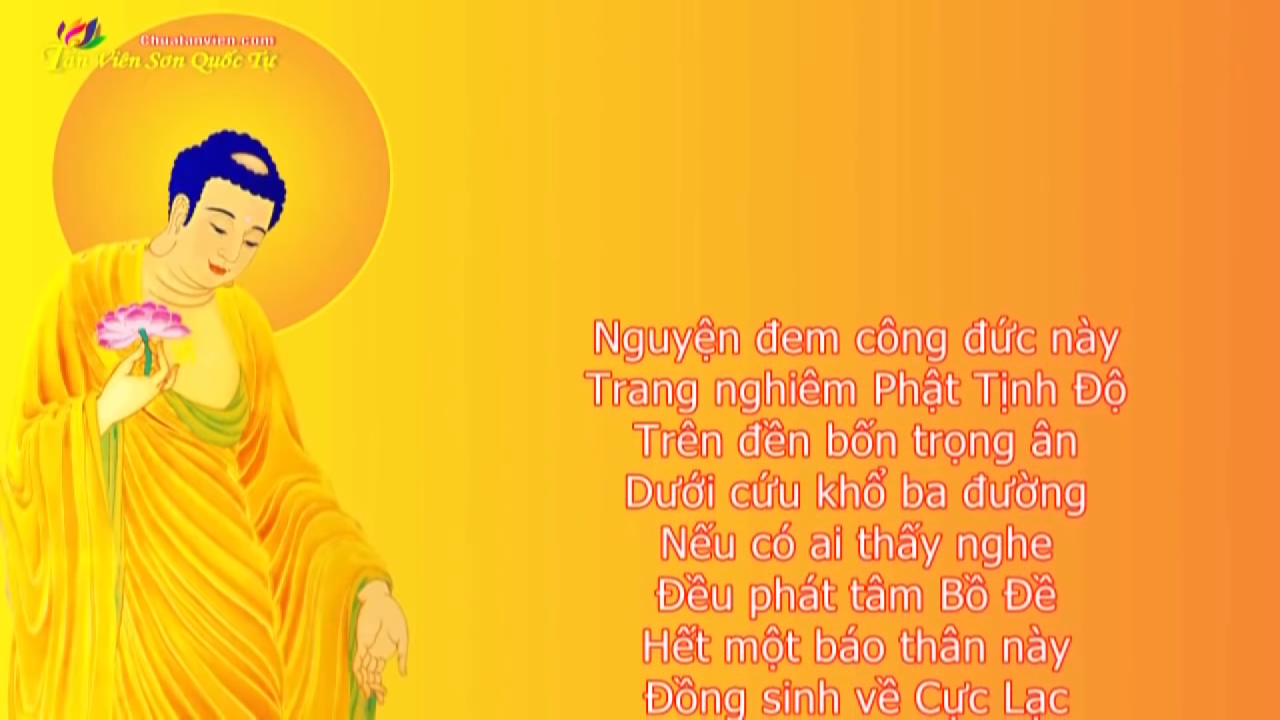 Chuatanvien.com
Tản Viên Sơn Quốc Tự
Nguyện đem công đức này
Trang nghiêm Phật Tịnh Độ
Trên đền bốn trọng ân
Dưới cứu khổ ba đường
Nếu có ai thấy nghe
Đều phát tâm Bồ Đề
Hết một báo thân này
Đồng sinh về Cực Lạc